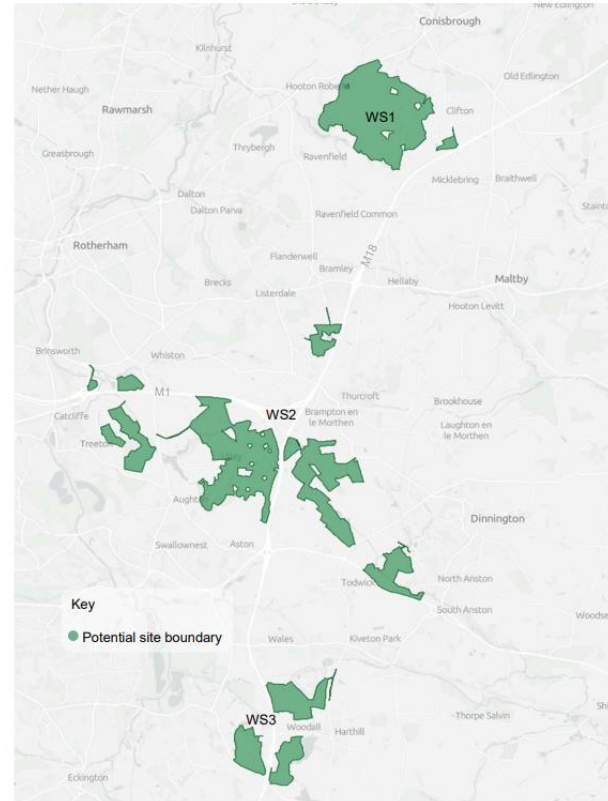 Conisbrough
New Edlington
Kilnhurst
Hooton Roberts
Old Edlington
Nether Haugh
Rawmarsh
WS1
Clifton
Thrybergh
Greasbrough
Ravenfield
Micklebring
Braithwell
Dalton
Dalton Parva
Ravenfield Common
Rotherham
Flanderwell
M18
Bramley
Brecks
Hellaby
Maltby
Listerdale
Hooton Levitt
Brinsworth
Whiston
M1
Thurcroft
Brookhouse
Catcliffe
WS2
Brampton en
le Morthen
Laughton en
le Morthen
Treeton
Ulley
Aughton
Dinnington
Swallownest
Aston
Todwick
North Anston
Key
South Anston
Potential site boundary
Wales
Kiveton Park
WS3
Woodall
Harthill
Thorpe Salvin
Eckington